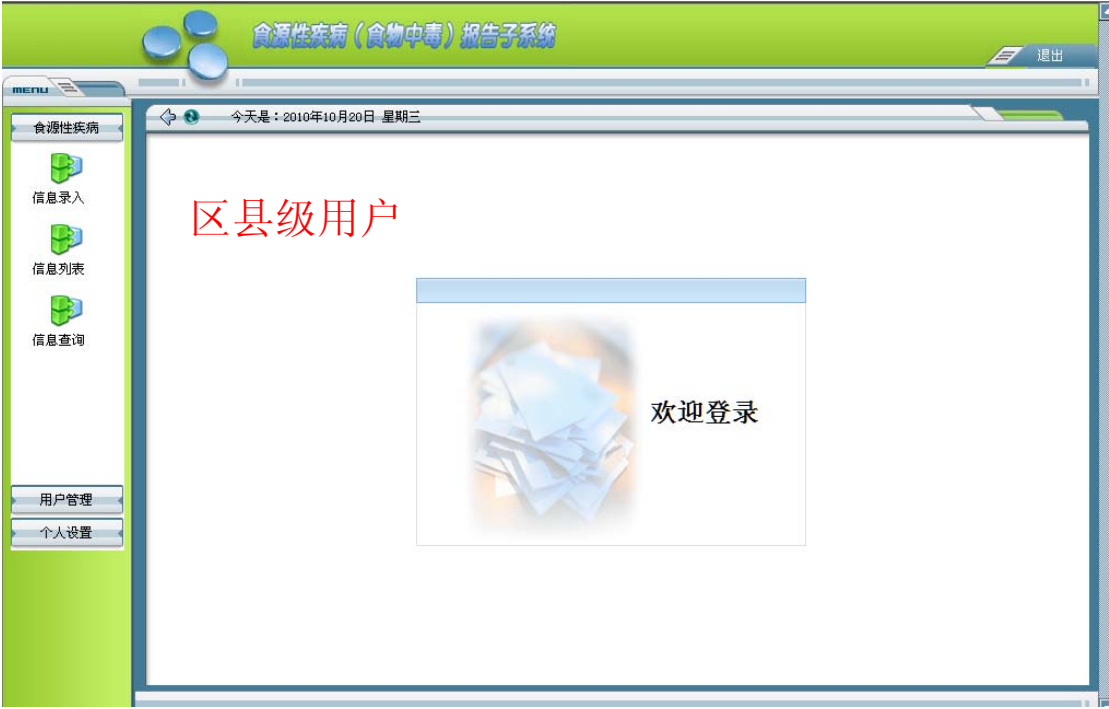 食源性疾病（食物中毒）报告子系统
退出
MENU
今天是：2010年10月20日 星期三
食源性疾病
信息录入
信息列表
信息查询
用户管理
个人设置
区县级用户
欢迎登录